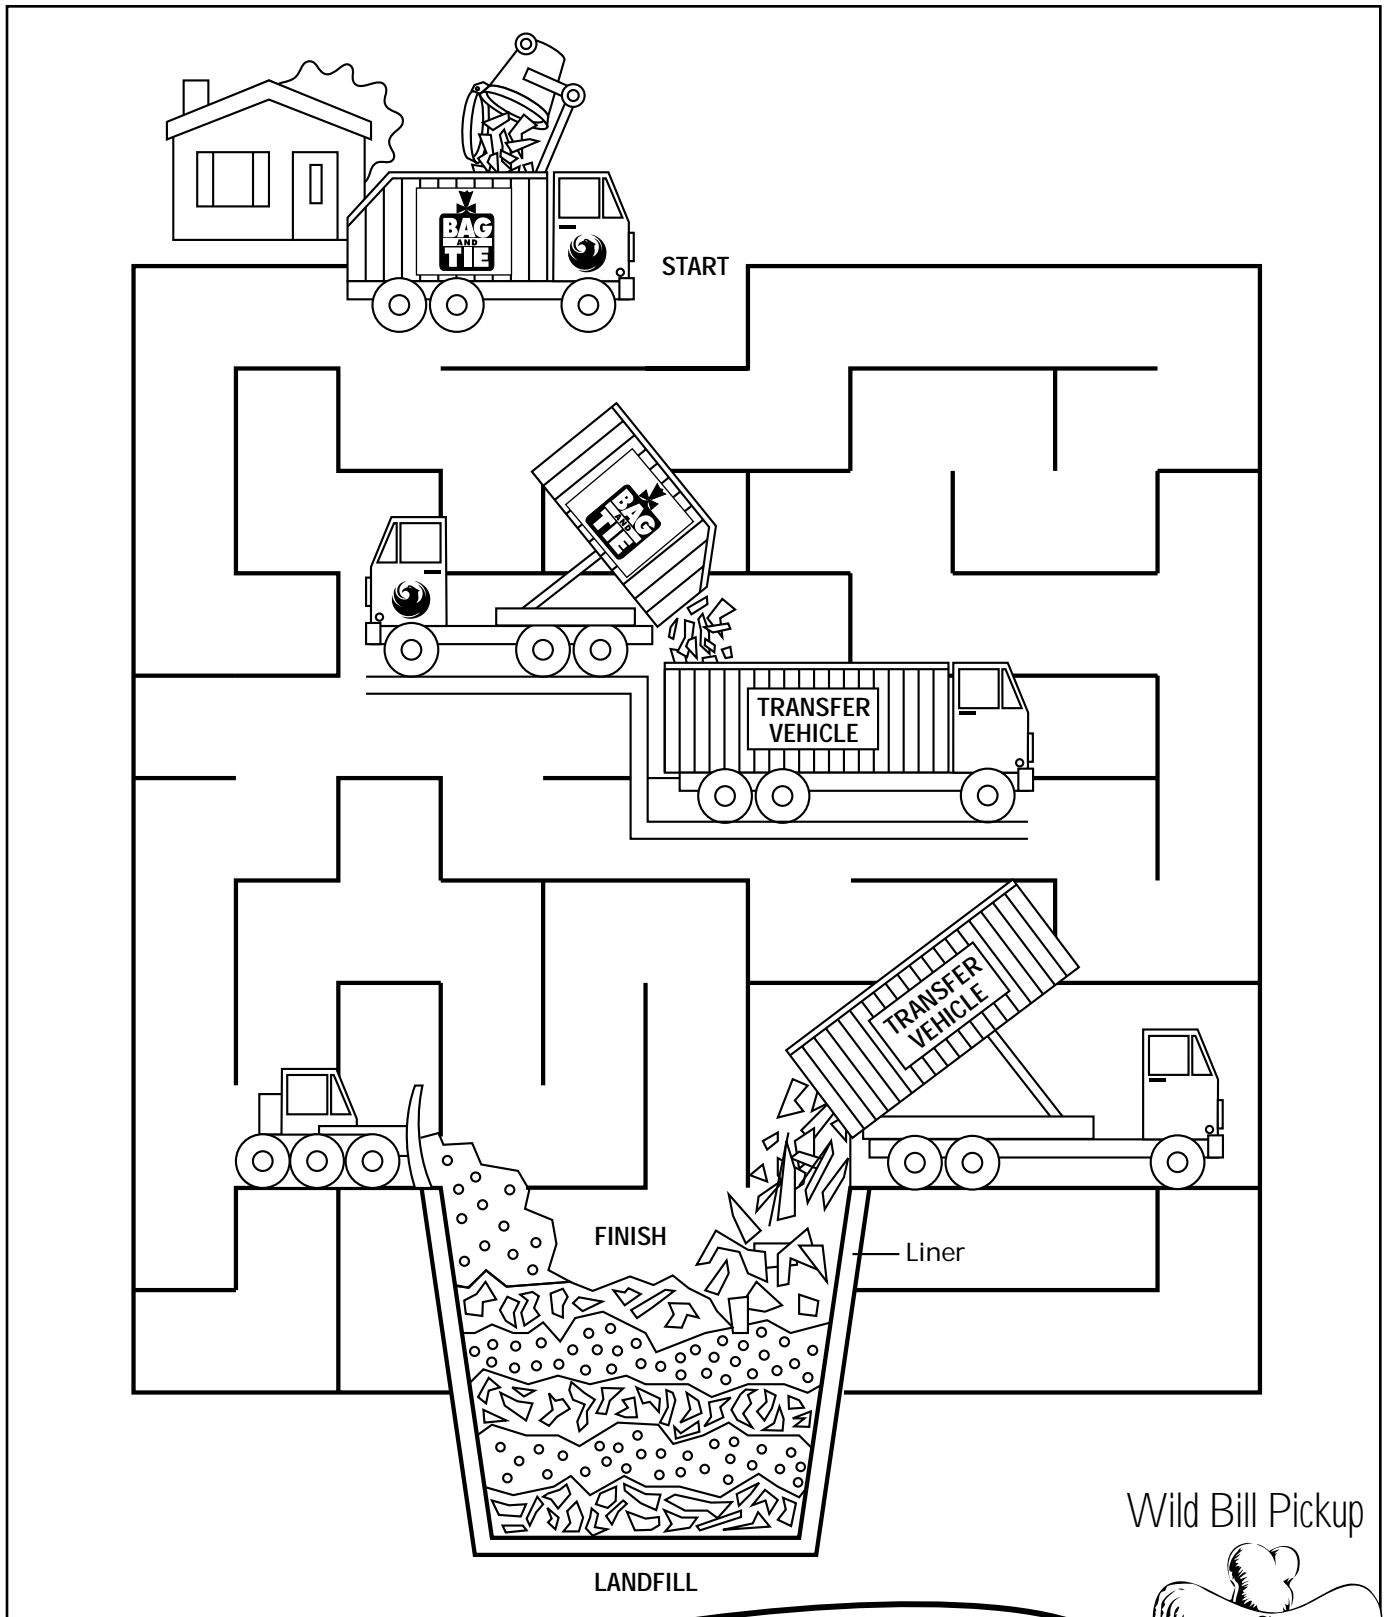 BAG
AND
TIE
START
BAG
AND
TIE
TRANSFER
VEHICLE
TRANSFER
VEHICLE
FINISH
Liner
Wild Bill Pickup
LANDFILL